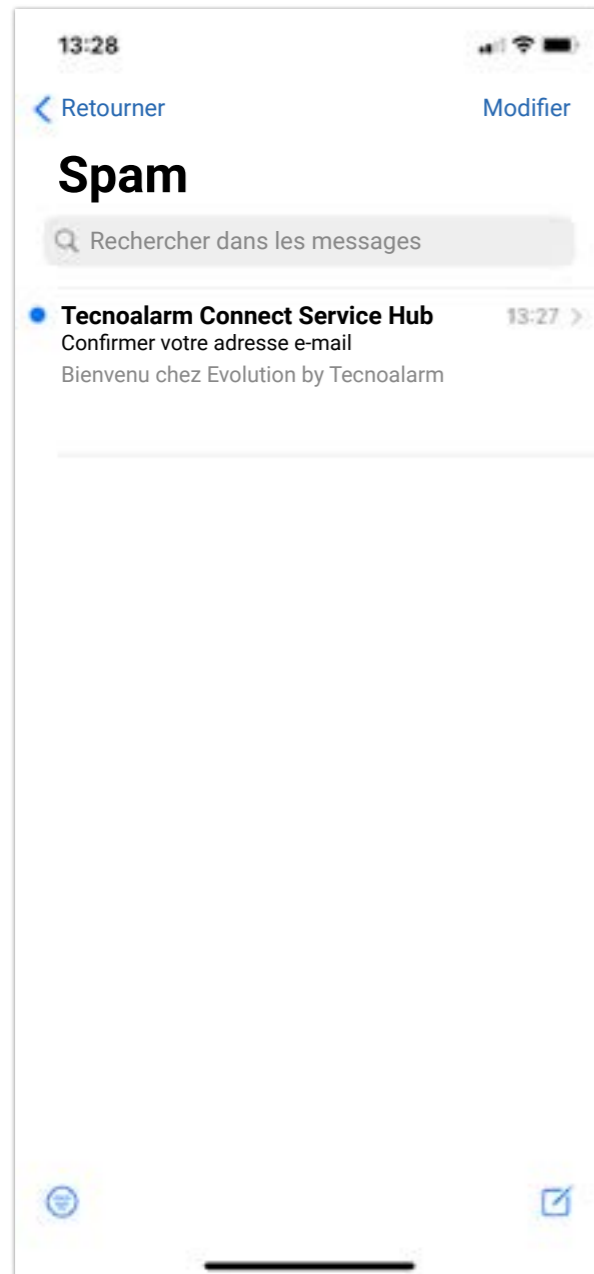 13:28
Retourner Modifier
Spam
Rechercher dans les messages
Tecnoalarm Connect Service Hub 13:27
Confirmer votre adresse e-mail
Bienvenu chez Evolution by Tecnoalarm